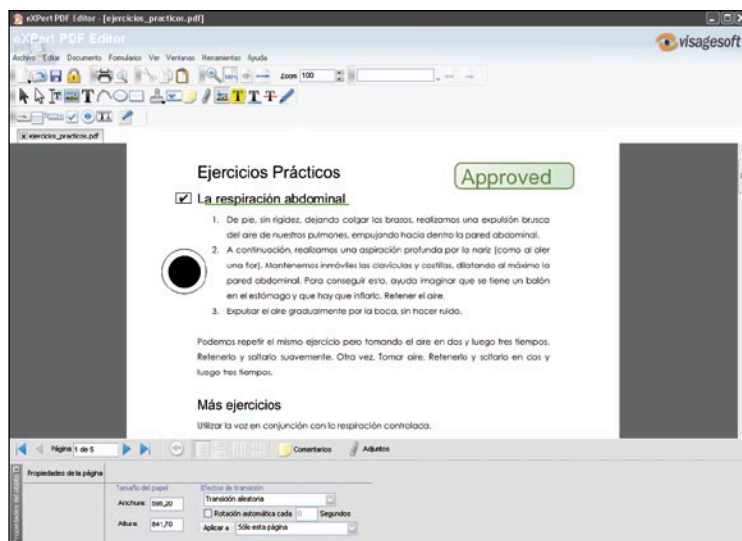 eXPert PDF Editor - [ejercicios_practicos.pdf]
eXPert PDF Editor
visagesoft
Archivo Editar Documento Formularios Ver Ventanas Herramientas Ayuda
Zoom 100
ejercicios_practicos.pdf
Ejercicios Prácticos
Approved
La respiración abdominal
1. De pie, sin rigidez, dejando colgar los brazos, realizamos una expulsión brusca
del aire de nuestros pulmones, empujando hacia dentro la pared abdominal.
2. A continuación, realizamos una aspiración profunda por la nariz (como al oler
una flor). Mantenemos inmóviles las clavículas y costillas, dilatando al máximo la
pared abdominal. Para conseguir esto, ayuda imaginar que se tiene un balón
en el estómago y que hay que inflarlo. Retener el aire.
3. Expulsar el aire gradualmente por la boca, sin hacer ruido.
Podemos repetir el mismo ejercicio pero tomando el aire en dos y luego tres tiempos.
Retenerlo y soltarlo suavemente. Otra vez. Tomar aire. Retenerlo y soltarlo en dos y
luego tres tiempos.
Más ejercicios
Utilizar la voz en conjunción con la respiración controlada.
Página 1 de 5 Comentarios Adjuntos
Propiedades del objeto
Propiedades de la página
Tamaño del papel Efectos de transición
Anchura: 595,20 Transición aleatoria
Rotación automática cada 0 Segundos
Altura: 841,70 Aplicar a Sólo esta página